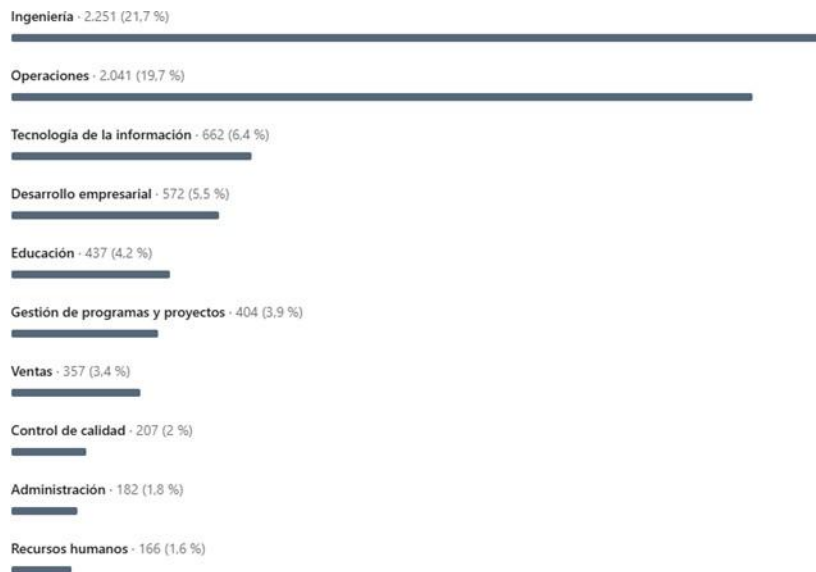 Ingeniería · 2.251 (21,7 %)
Operaciones · 2.041 (19,7 %)
Tecnología de la información · 662 (6,4 %)
Desarrollo empresarial · 572 (5,5 %)
Educación · 437 (4,2 %)
Gestión de programas y proyectos · 404 (3,9 %)
Ventas · 357 (3,4 %)
Control de calidad · 207 (2 %)
Administración · 182 (1,8 %)
Recursos humanos · 166 (1,6 %)